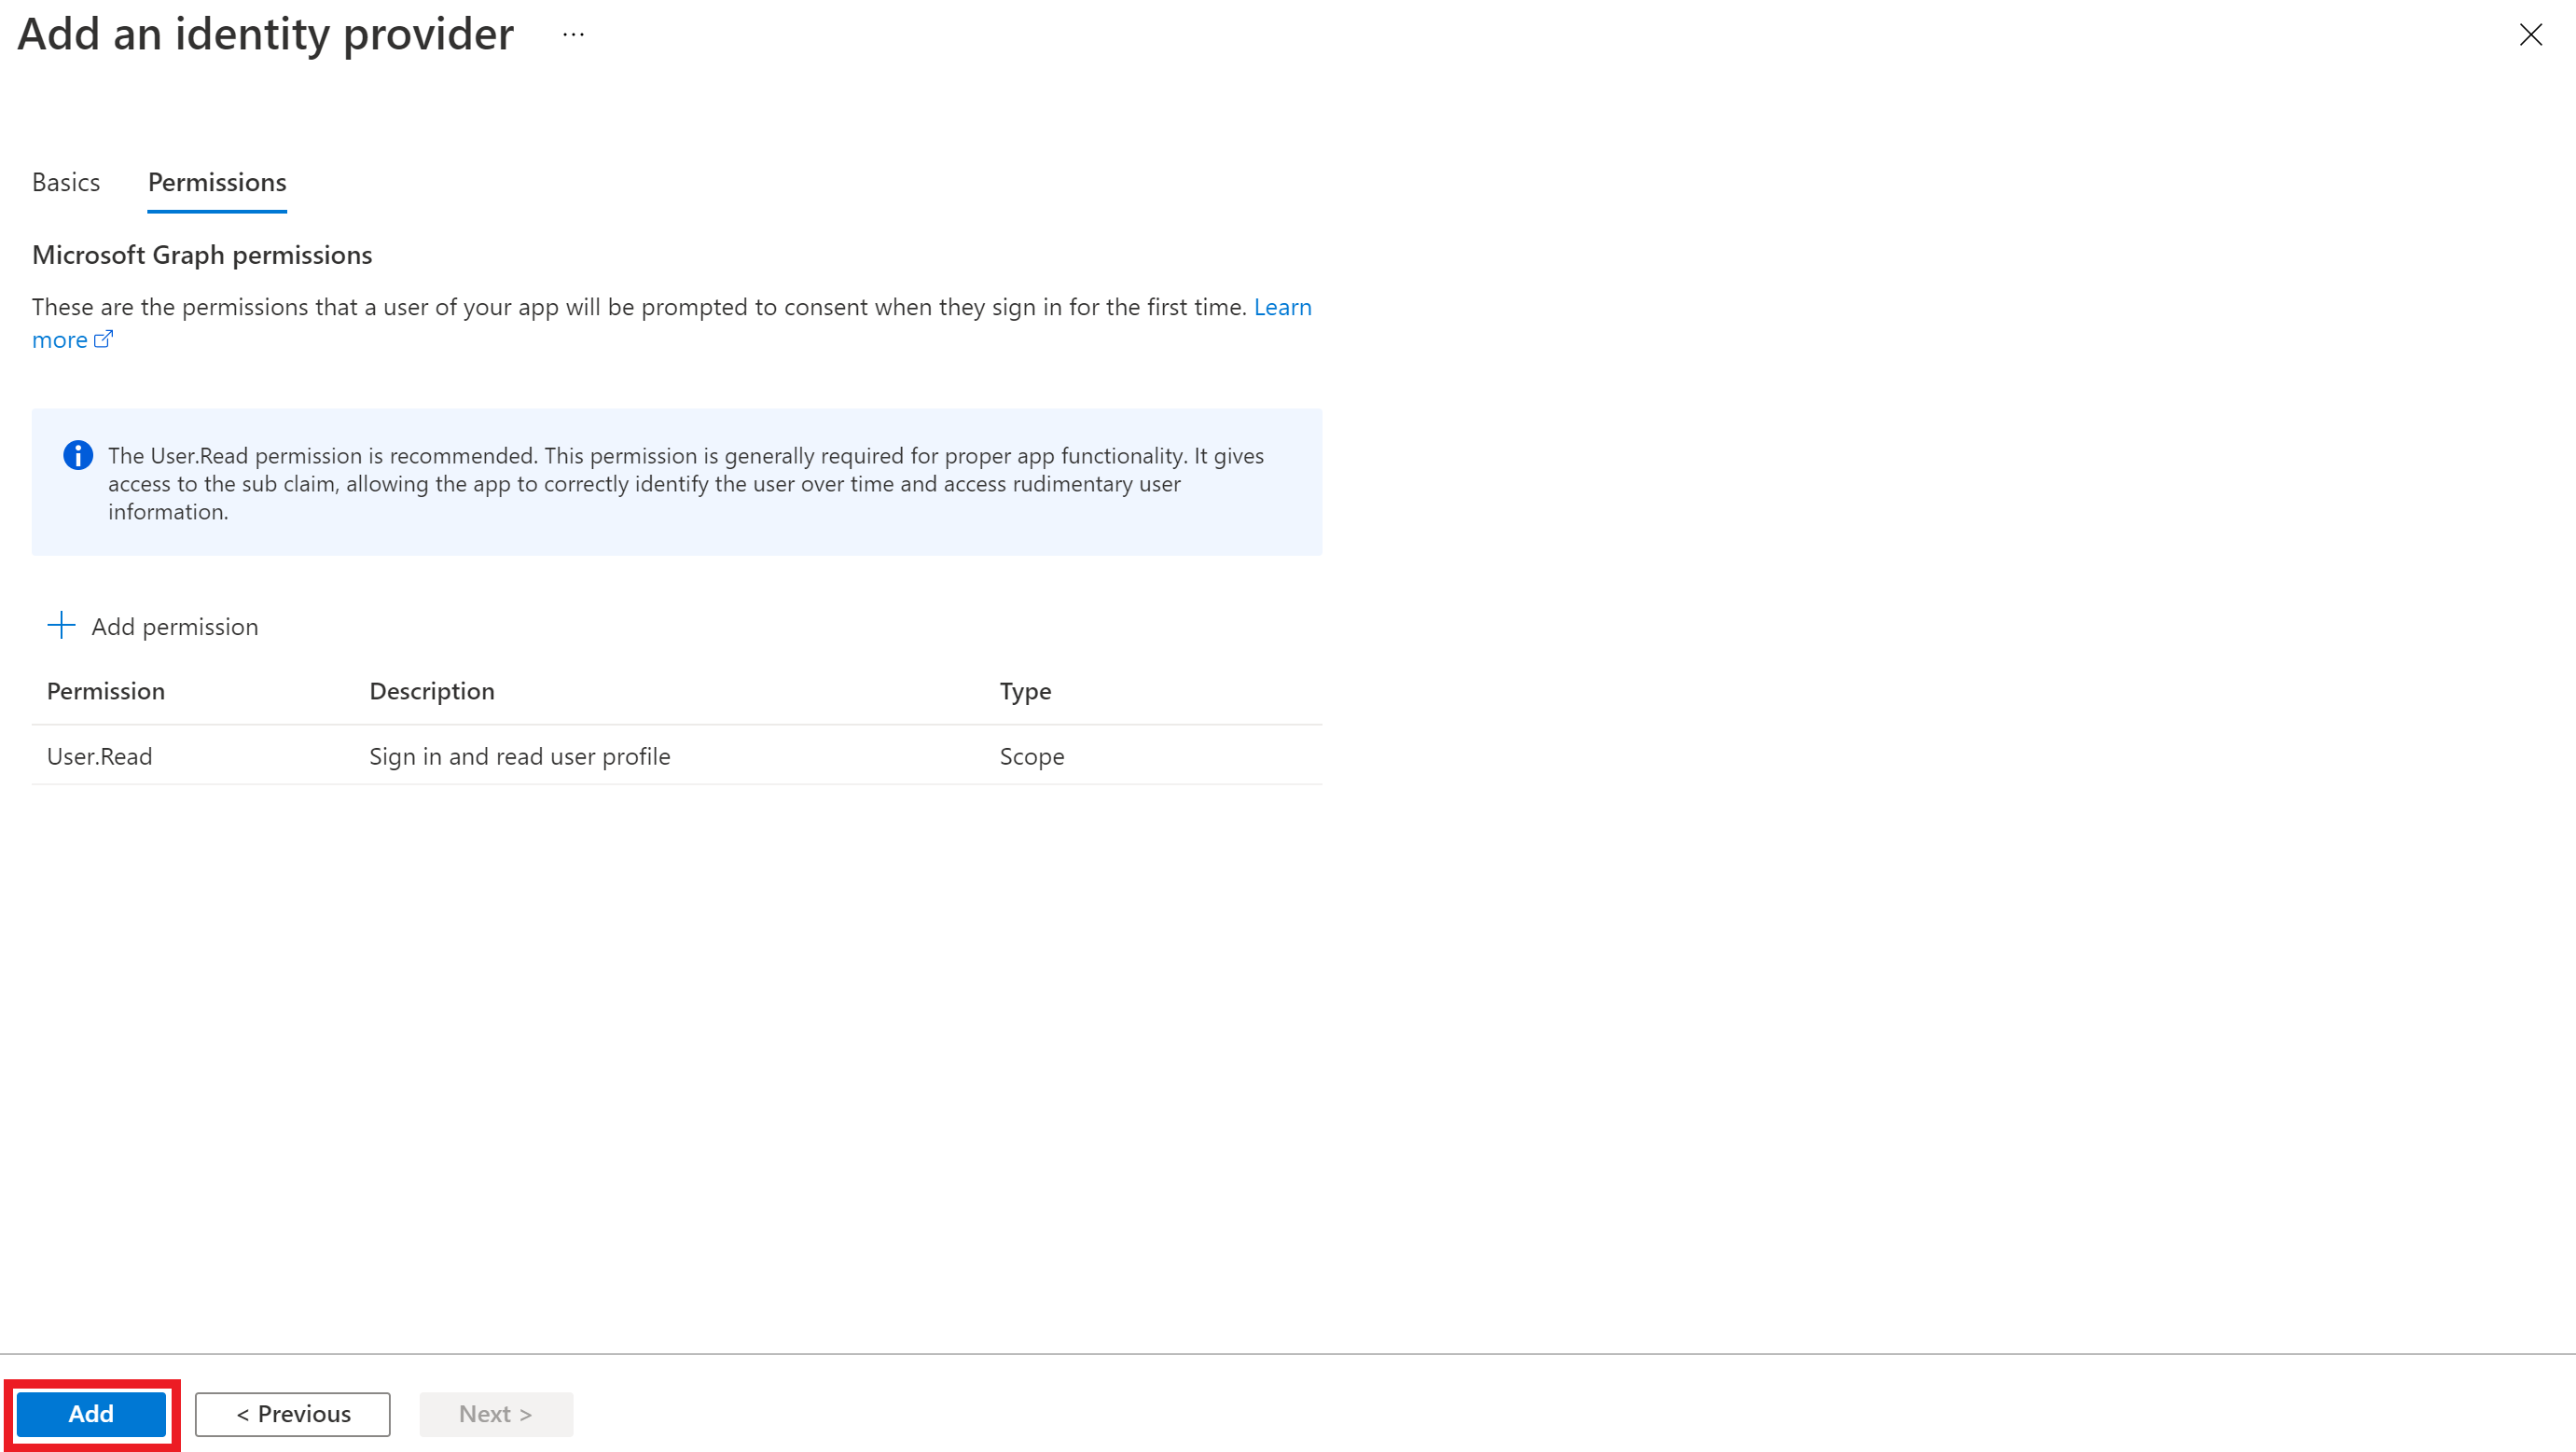 Add an identity provider ...
Basics Permissions
Microsoft Graph permissions
These are the permissions that a user of your app will be prompted to consent when they sign in for the first time. Learn
more
The User.Read permission is recommended. This permission is generally required for proper app functionality. It gives
access to the sub claim, allowing the app to correctly identify the user over time and access rudimentary user
information.
Add permission
Permission Description Type
User.Read Sign in and read user profile Scope
Add < Previous Next >